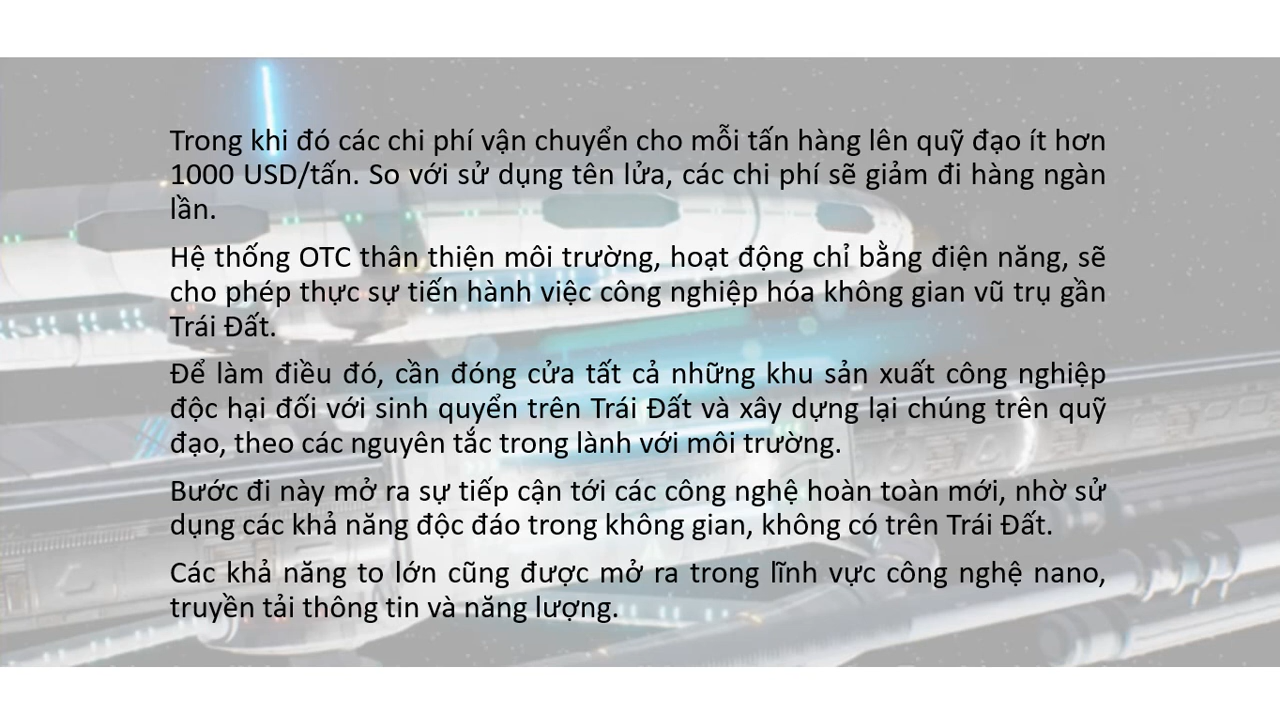 Trong khi đó các chi phí vận chuyển cho mỗi tấn hàng lên quỹ đạo ít hơn
1000 USD/tấn. So với sử dụng tên lửa, các chi phí sẽ giảm đi hàng ngàn
lần.
Hệ thống OTC thân thiện môi trường, hoạt động chỉ bằng điện năng, sẽ
cho phép thực sự tiến hành việc công nghiệp hóa không gian vũ trụ gần
Trái Đất.
Để làm điều đó, cần đóng cửa tất cả những khu sản xuất công nghiệp
độc hại đối với sinh quyển trên Trái Đất và xây dựng lại chúng trên quỹ
đạo, theo các nguyên tắc trong lành với môi trường.
Bước đi này mở ra sự tiếp cận tới các công nghệ hoàn toàn mới, nhờ sử
dụng các khả năng độc đáo trong không gian, không có trên Trái Đất.
Các khả năng to lớn cũng được mở ra trong lĩnh vực công nghệ nano,
truyền tải thông tin và năng lượng.